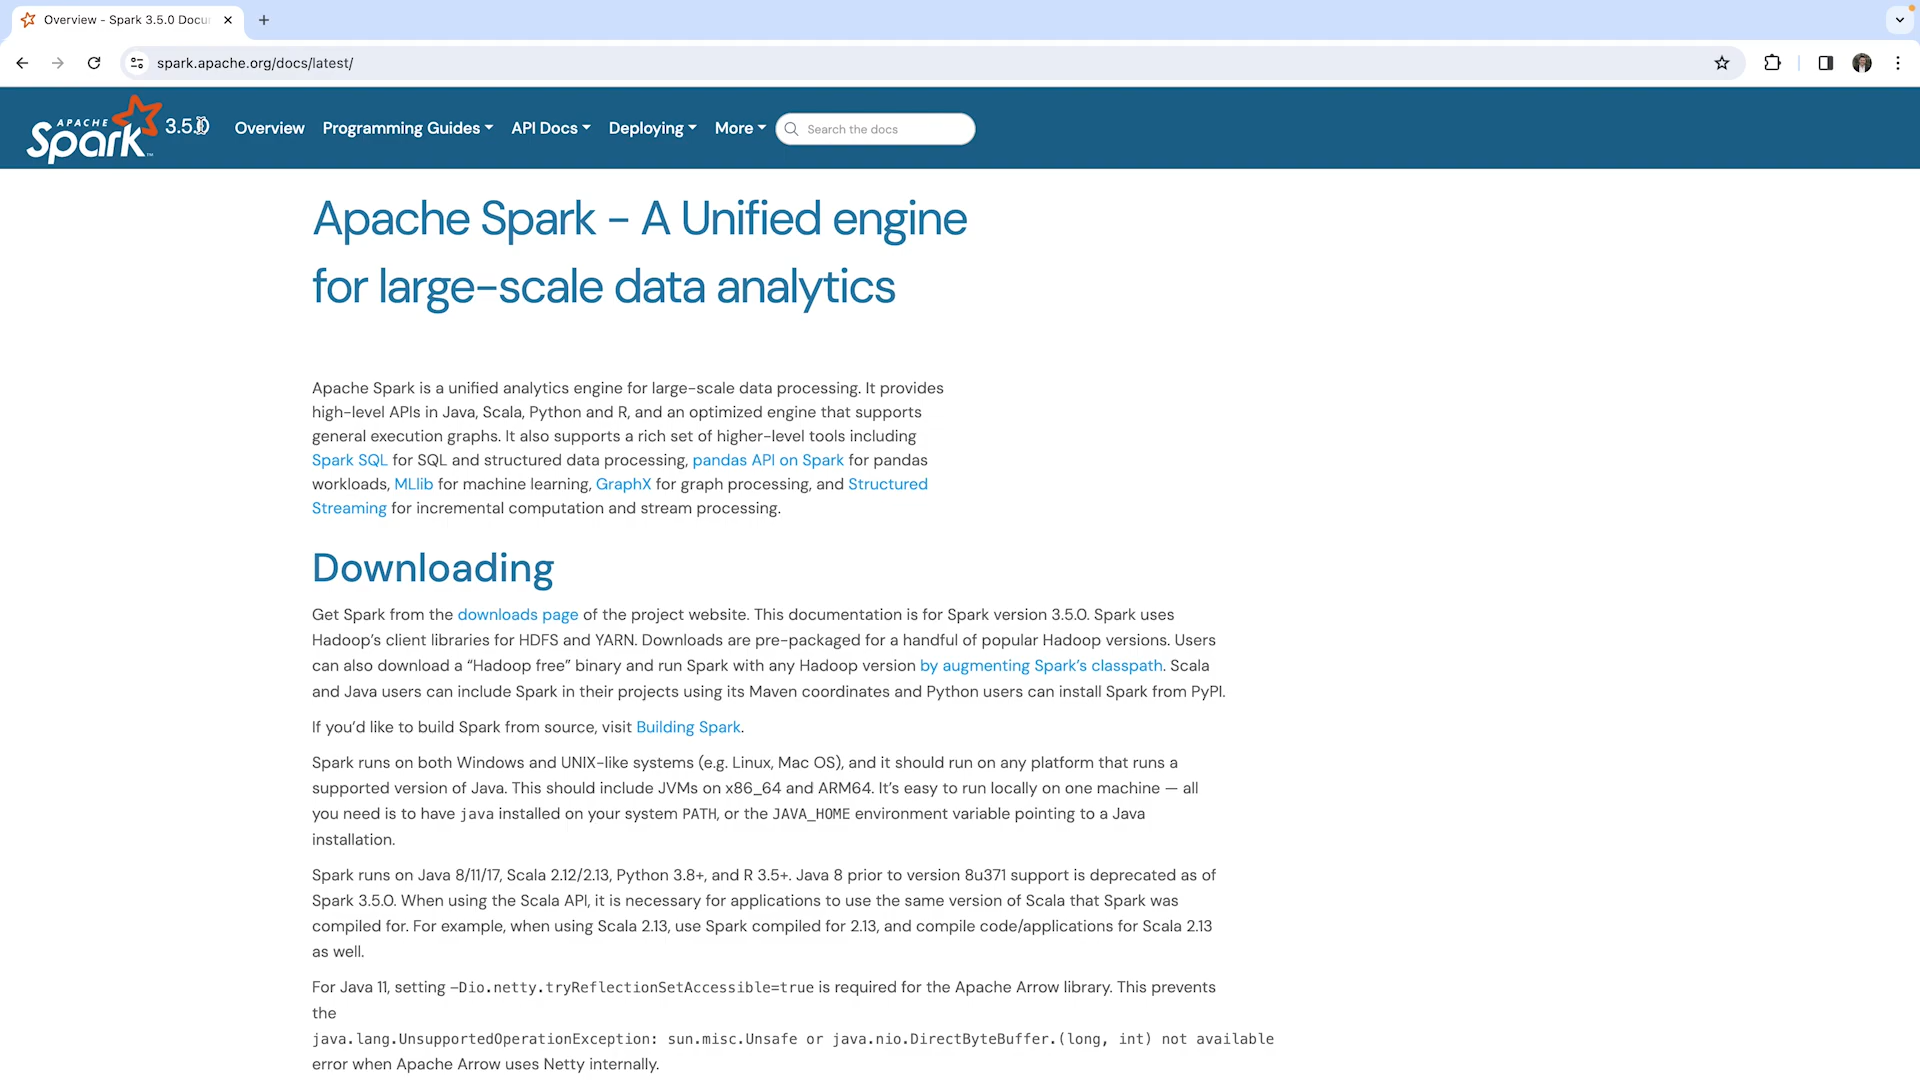 Overview - Spark 3.5.0 Docu
spark.apache.org/docs/latest/
APACHE
Spark™ 3.5.0 Overview Programming Guides API Docs Deploying More Search the docs
Apache Spark - A Unified engine
for large-scale data analytics
Apache Spark is a unified analytics engine for large-scale data processing. It provides
high-level APIs in Java, Scala, Python and R, and an optimized engine that supports
general execution graphs. It also supports a rich set of higher-level tools including
Spark SQL for SQL and structured data processing, pandas API on Spark for pandas
workloads, MLlib for machine learning, GraphX for graph processing, and Structured
Streaming for incremental computation and stream processing.
Downloading
Get Spark from the downloads page of the project website. This documentation is for Spark version 3.5.0. Spark uses
Hadoop’s client libraries for HDFS and YARN. Downloads are pre-packaged for a handful of popular Hadoop versions. Users
can also download a “Hadoop free” binary and run Spark with any Hadoop version by augmenting Spark’s classpath. Scala
and Java users can include Spark in their projects using its Maven coordinates and Python users can install Spark from PyPI.
If you’d like to build Spark from source, visit Building Spark.
Spark runs on both Windows and UNIX-like systems (e.g. Linux, Mac OS), and it should run on any platform that runs a
supported version of Java. This should include JVMs on x86_64 and ARM64. It’s easy to run locally on one machine — all
you need is to have java installed on your system PATH, or the JAVA_HOME environment variable pointing to a Java
installation.
Spark runs on Java 8/11/17, Scala 2.12/2.13, Python 3.8+, and R 3.5+. Java 8 prior to version 8u371 support is deprecated as of
Spark 3.5.0. When using the Scala API, it is necessary for applications to use the same version of Scala that Spark was
compiled for. For example, when using Scala 2.13, use Spark compiled for 2.13, and compile code/applications for Scala 2.13
as well.
For Java 11, setting -Dio.netty.tryReflectionSetAccessible=true is required for the Apache Arrow library. This prevents
the
java.lang.UnsupportedOperationException: sun.misc.Unsafe or java.nio.DirectByteBuffer.(long, int) not available
error when Apache Arrow uses Netty internally.